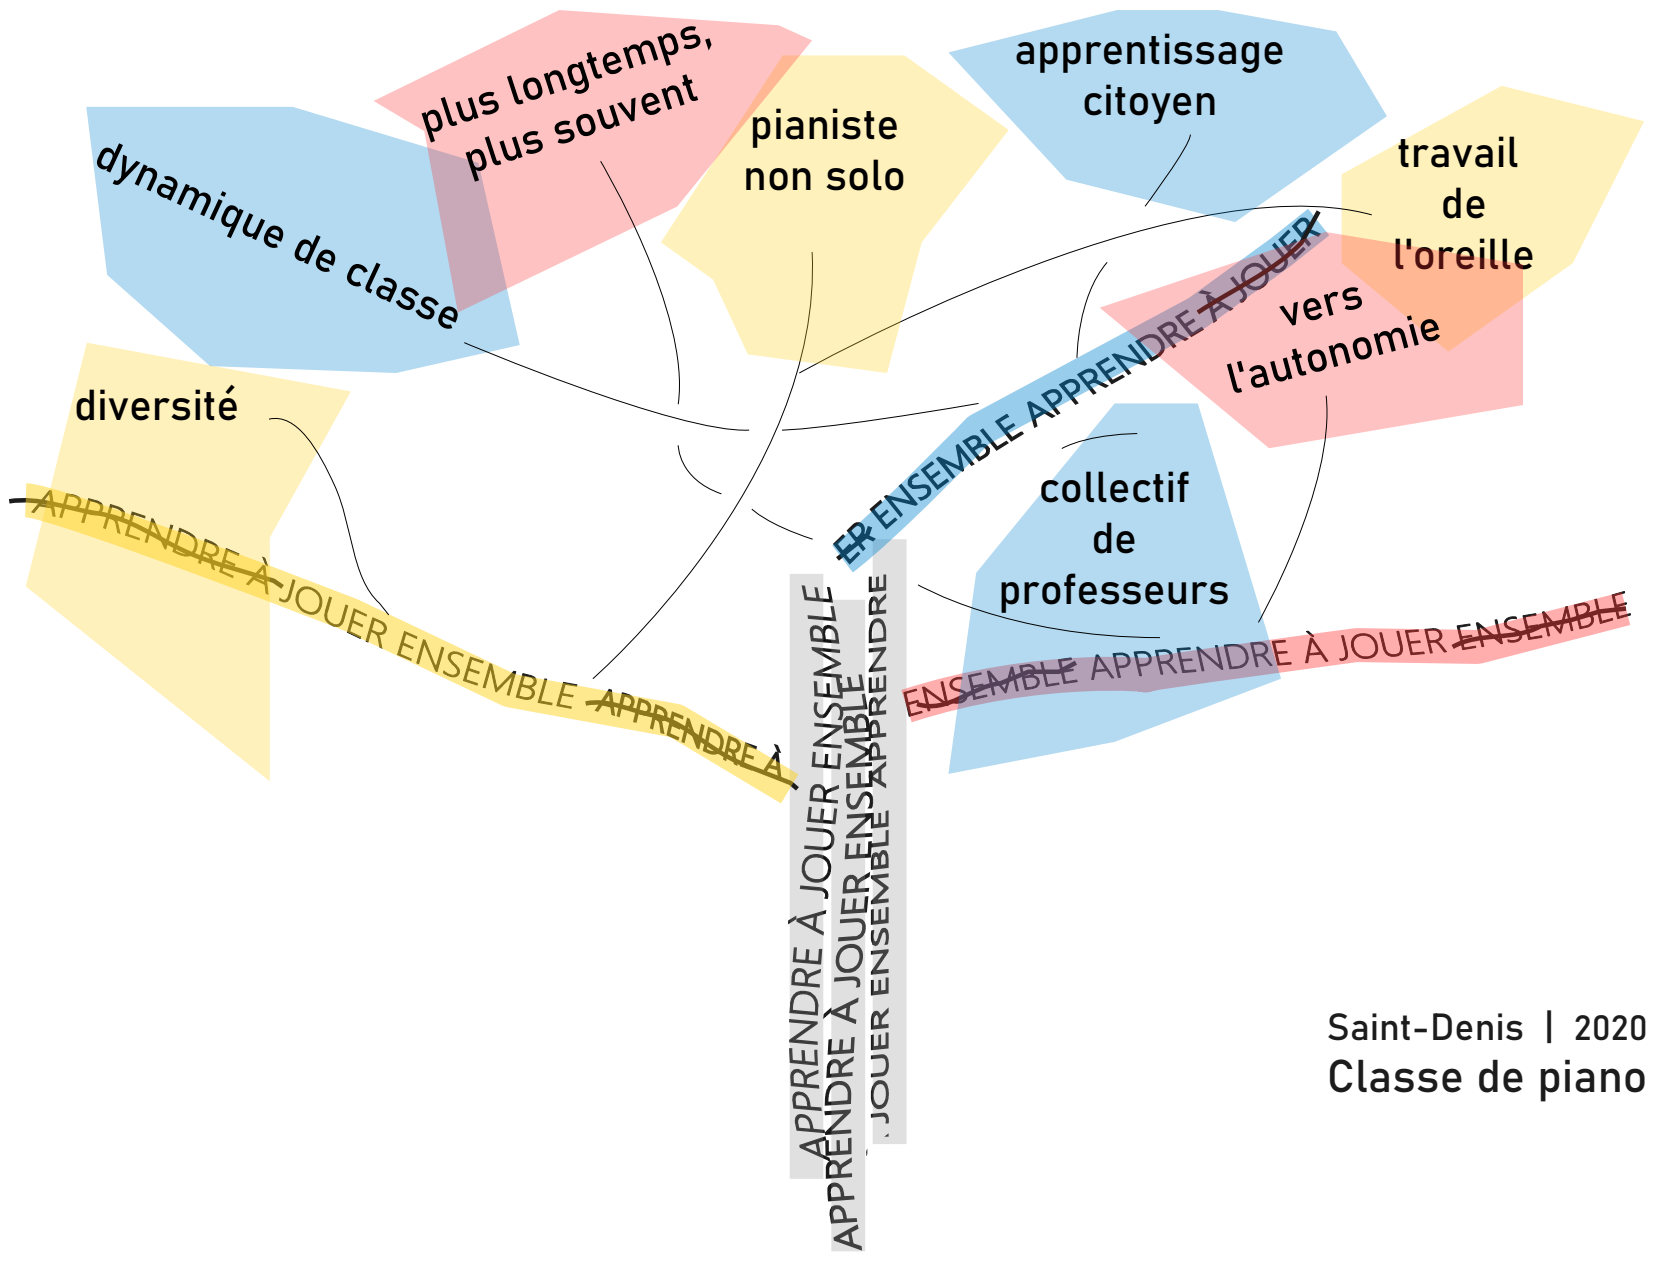 plus longtemps,
plus souvent
dynamique de classe
pianiste
non solo
apprentissage
citoyen
travail
de
l'oreille
vers
l'autonomie
diversité
collectif
de
professeurs
APPRENDRE À JOUER ENSEMBLE APPRENDRE À
ER ENSEMBLE APPRENDRE À JOUER
ENSEMBLE APPRENDRE À JOUER ENSEMBLE
APPRENDRE À JOUER ENSEMBLE
APPRENDRE À JOUER ENSEMBLE
JOUER ENSEMBLE APPRENDRE
Saint-Denis | 2020
Classe de piano